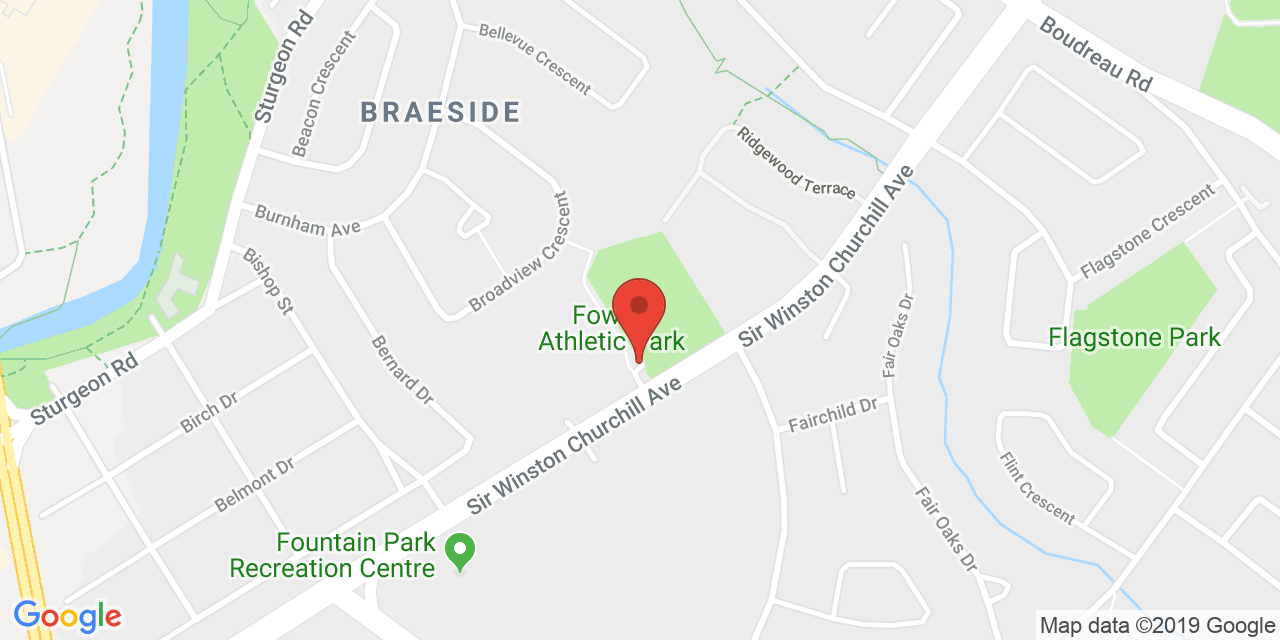 Boudreau Rd
Sturgeon Rd
Beacon Crescent
Bellevue Crescent
BRAESIDE
Ridgewood Terrace
Sir Winston Churchill Ave
Flagstone Crescent
Burnham Ave
Broadview Crescent
Bishop St
Fow
Athletic Park
Fair Oaks Dr
Flagstone Park
Bernard Dr
Sturgeon Rd
Birch Dr
Sir Winston Churchill Ave
Fairchild Dr
Belmont Dr
Flint Crescent
Fair Oaks Dr
Fountain Park
Recreation Centre
Google
Map data ©2019 Google